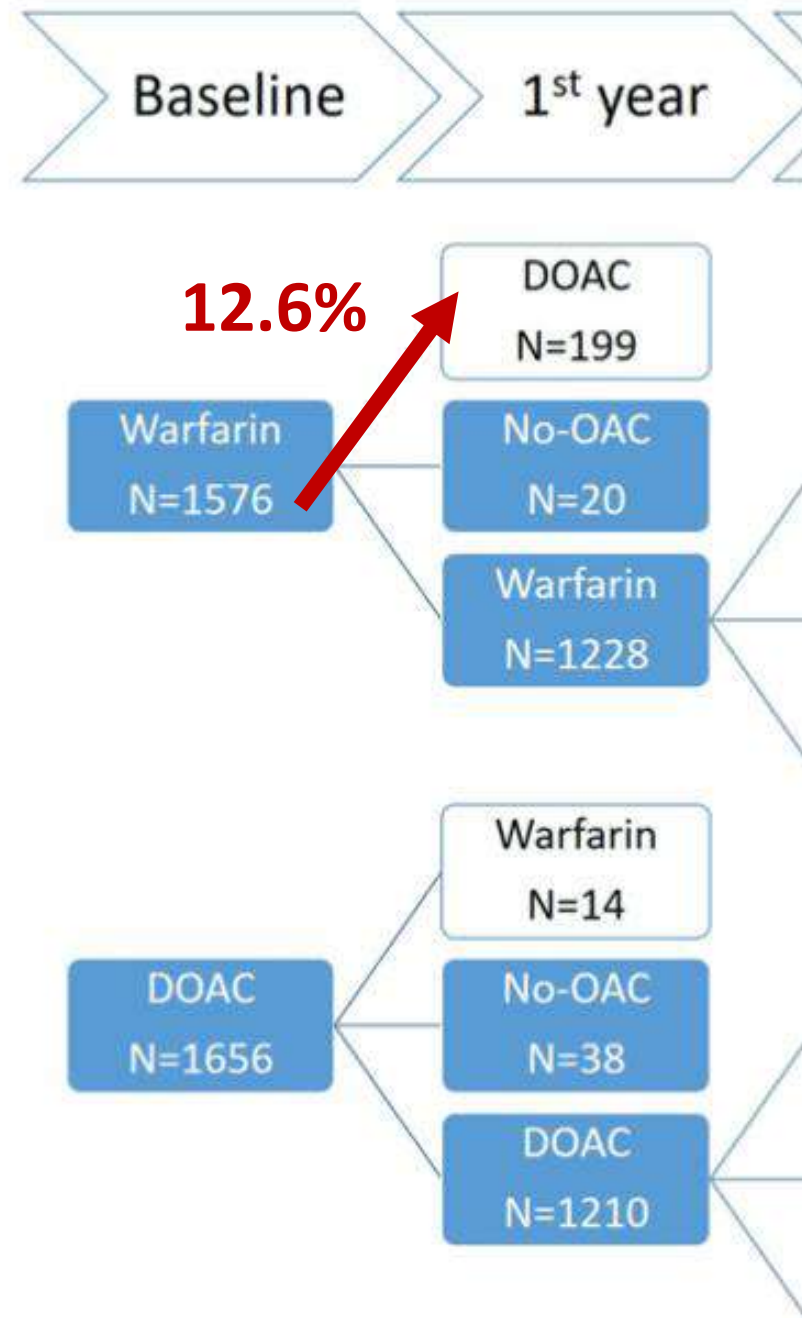 Baseline
1st year
12.6%
DOAC
N=199
Warfarin
N=1576
No-OAC
N=20
Warfarin
N=1228
Warfarin
N=14
DOAC
N=1656
No-OAC
N=38
DOAC
N=1210